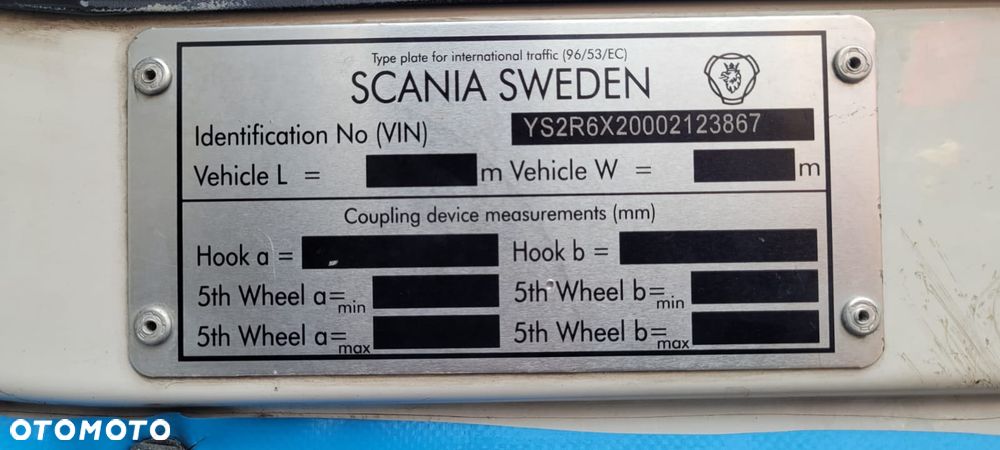 Type plate for international traffic (96/53/EC)
SCANIA SWEDEN
Identification No (VIN) YS2R6X20002123867
Vehicle L = m Vehicle W = m
Coupling device measurements (mm)
Hook a = Hook b =
5th Wheel a=min 5th Wheel b=min
5th Wheel a=max 5th Wheel b=max
OTOMOTO